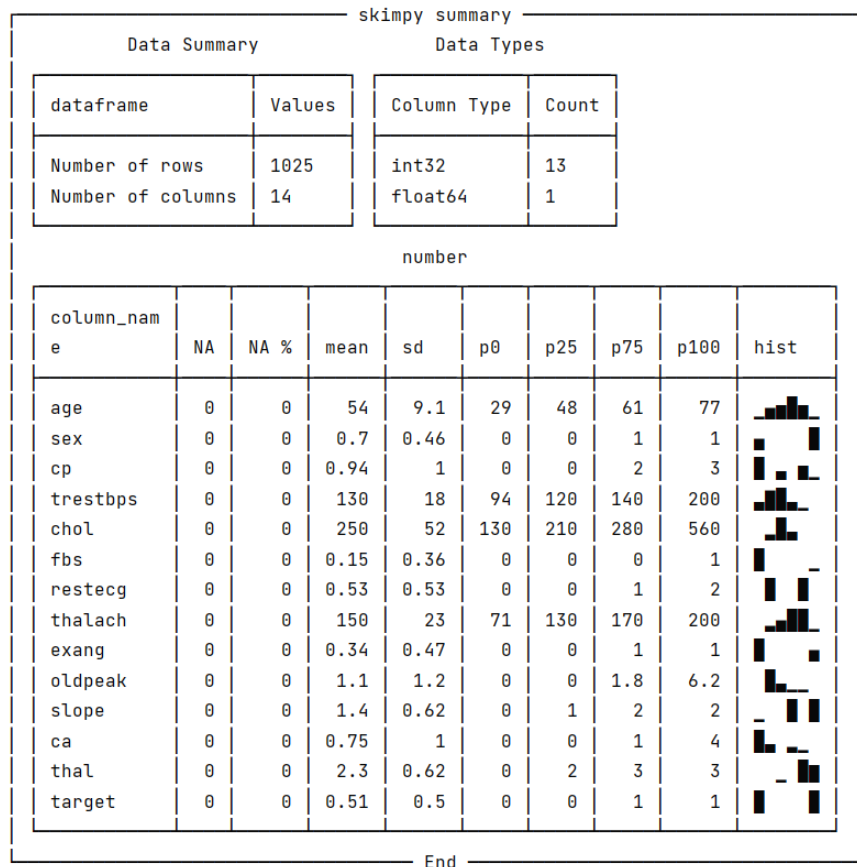 skimpy summary
Data Summary Data Types
dataframe Values Column Type Count
Number of rows 1025 int32 13
Number of columns 14 float64 1
number
column_nam
e NA NA % mean sd p0 p25 p75 p100 hist
age 0 0 54 9.1 29 48 61 77
sex 0 0 0.7 0.46 0 0 1 1
cp 0 0 0.94 1 0 0 2 3
trestbps 0 0 130 18 94 120 140 200
chol 0 0 250 52 130 210 280 560
fbs 0 0 0.15 0.36 0 0 0 1
restecg 0 0 0.53 0.53 0 0 1 2
thalach 0 0 150 23 71 130 170 200
exang 0 0 0.34 0.47 0 0 1 1
oldpeak 0 0 1.1 1.2 0 0 1.8 6.2
slope 0 0 1.4 0.62 0 1 2 2
ca 0 0 0.75 1 0 0 1 4
thal 0 0 2.3 0.62 0 2 3 3
target 0 0 0.51 0.5 0 0 1 1
End